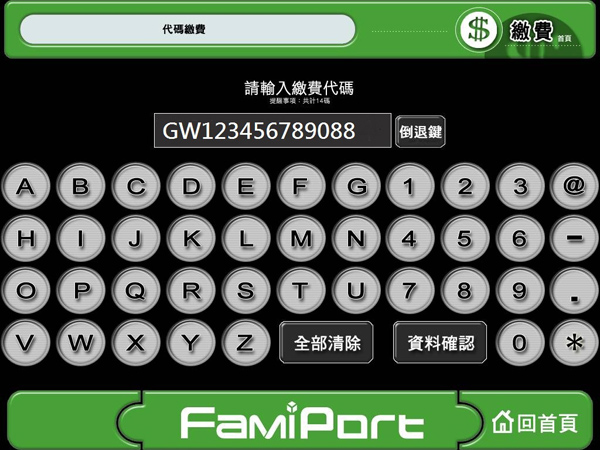 代碼繳費
$ 繳費 首頁
請輸入繳費代碼
提醒事項：共計14碼
GW123456789088 倒退鍵
A B C D E F G 1 2 3 @
H I J K L M N 4 5 6 -
O P Q R S T U 7 8 9 .
V W X Y Z 全部清除 資料確認 0 *
FamiPort 回首頁